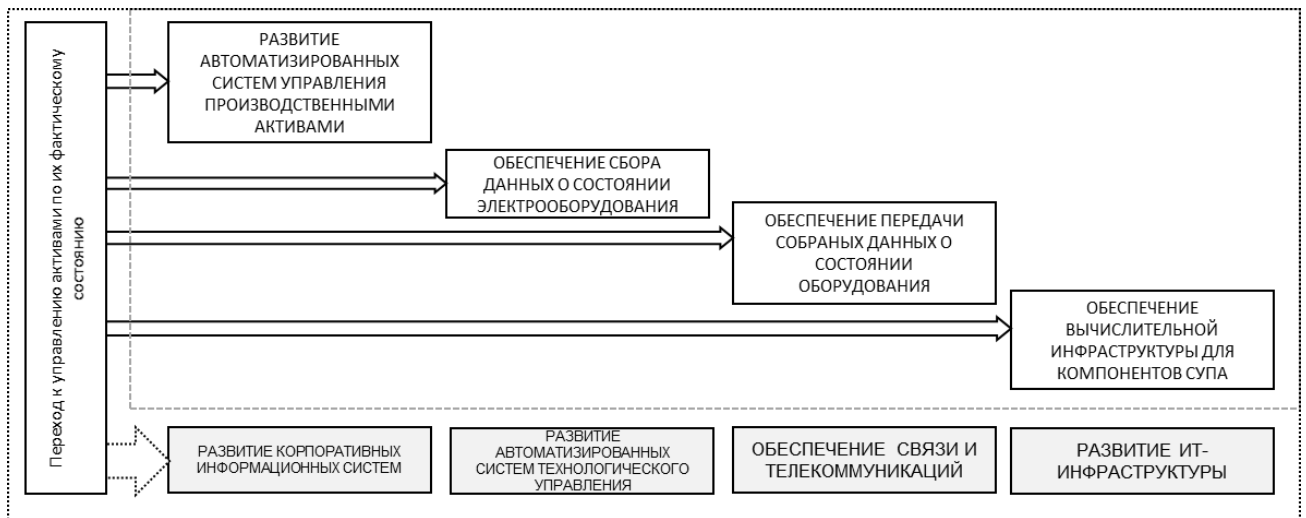 Переход к управлению активами по их фактическому
состоянию
РАЗВИТИЕ
АВТОМАТИЗИРОВАННЫХ
СИСТЕМ УПРАВЛЕНИЯ
ПРОИЗВОДСТВЕННЫМИ
АКТИВАМИ
ОБЕСПЕЧЕНИЕ СБОРА
ДАННЫХ О СОСТОЯНИИ
ЭЛЕКТРООБОРУДОВАНИЯ
ОБЕСПЕЧЕНИЕ ПЕРЕДАЧИ
СОБРАНЫХ ДАННЫХ О
СОСТОЯНИИ
ОБОРУДОВАНИЯ
ОБЕСПЕЧЕНИЕ
ВЫЧИСЛИТЕЛЬНОЙ
ИНФРАСТРУКТУРЫ ДЛЯ
КОМПОНЕНТОВ СУПА
РАЗВИТИЕ КОРПОРАТИВНЫХ
ИНФОРМАЦИОННЫХ СИСТЕМ
РАЗВИТИЕ
АВТОМАТИЗИРОВАННЫХ
СИСТЕМ ТЕХНОЛОГИЧЕСКОГО
УПРАВЛЕНИЯ
ОБЕСПЕЧЕНИЕ СВЯЗИ И
ТЕЛЕКОММУНИКАЦИЙ
РАЗВИТИЕ ИТ-
ИНФРАСТРУКТУРЫ